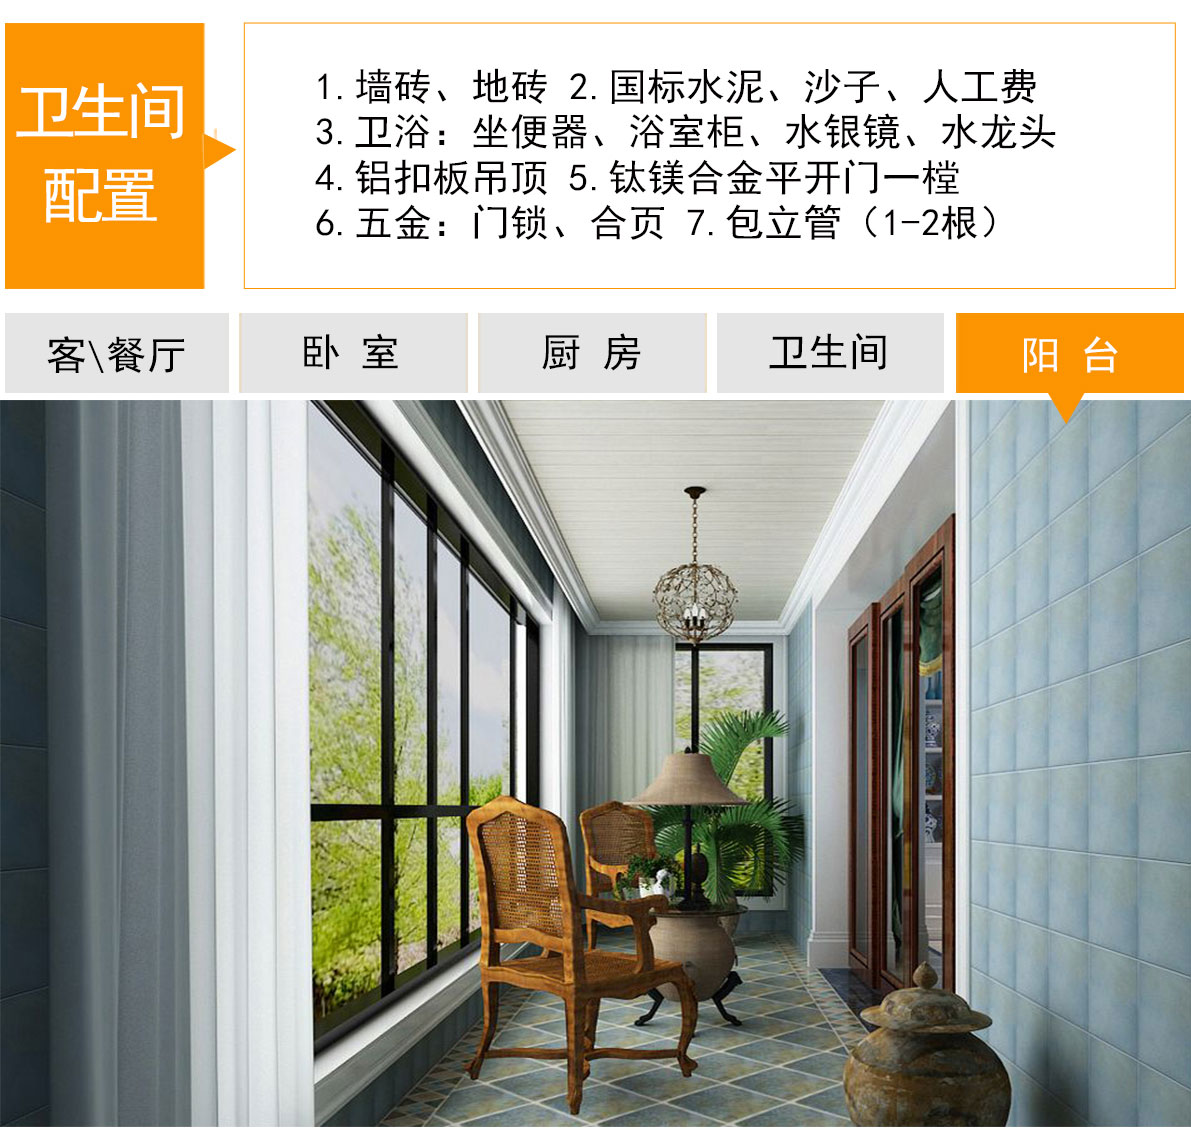 卫生间
配置
1.墙砖、地砖 2.国标水泥、沙子、人工费
3.卫浴：坐便器、浴室柜、水银镜、水龙头
4.铝扣板吊顶 5.钛镁合金平开门一樘
6.五金：门锁、合页 7.包立管（1-2根）
客\餐厅 卧 室 厨 房 卫生间 阳 台